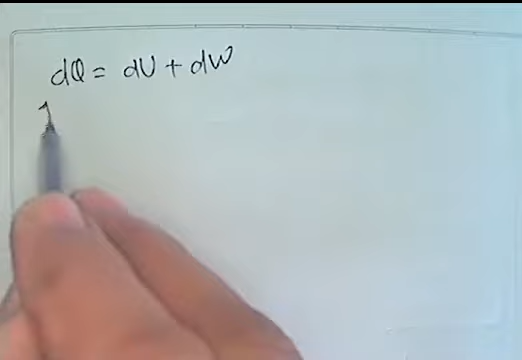 dQ = dU + dW